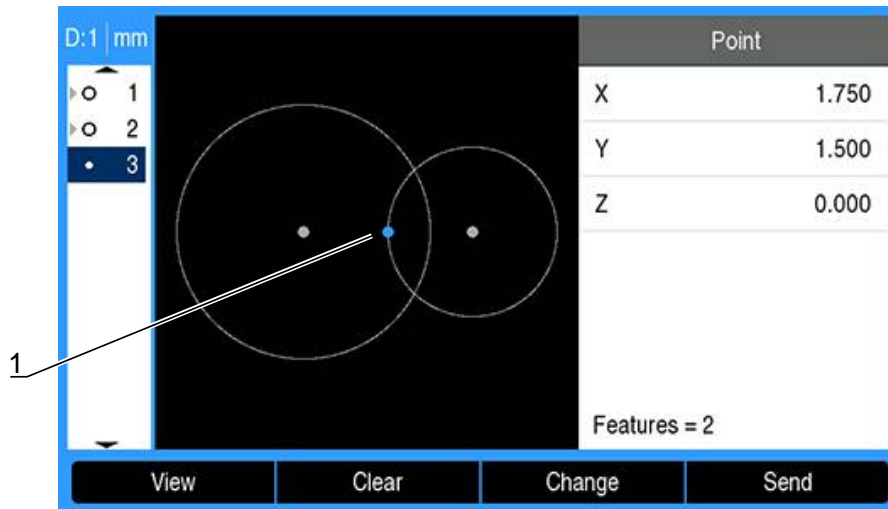 D:1 mm
Point
1
2
3
X 1.750
Y 1.500
Z 0.000
1
Features = 2
View Clear Change Send